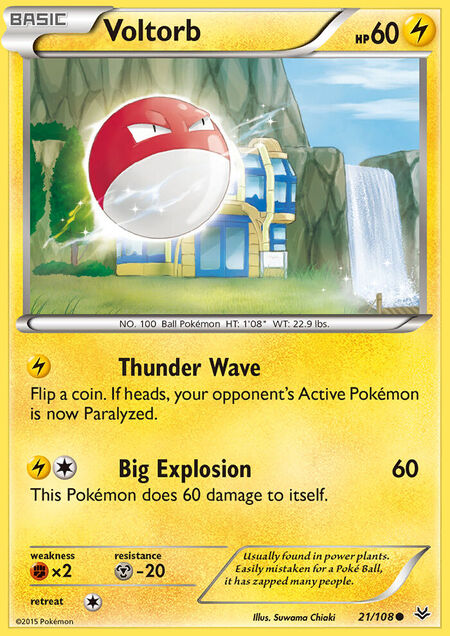 BASIC
Voltorb
HP60
NO. 100 Ball Pokémon HT: 1'08" WT: 22.9 lbs.
Thunder Wave
Flip a coin. If heads, your opponent's Active Pokémon
is now Paralyzed.
Big Explosion 60
This Pokémon does 60 damage to itself.
weakness resistance
×2 -20
retreat
Usually found in power plants.
Easily mistaken for a Poké Ball,
it has zapped many people.
©2015 Pokémon Illus. Suwama Chiaki 21/108